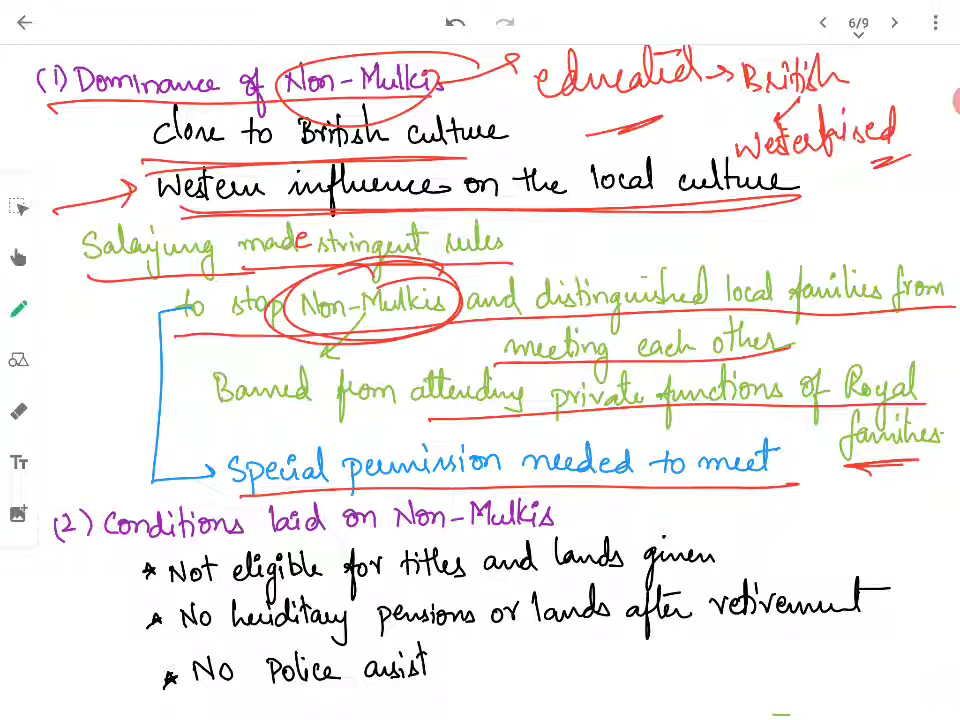 6/9
(1) Dominance of Non-Mulkis → educated → British
Close to British culture
westernised
→ Western influence on the local culture
Salarjung made stringent rules
to stop Non-Mulkis and distinguished local families from
meeting each other
Banned from attending private functions of Royal
families.
→ Special permission needed to meet
Tт
(2) Conditions laid on Non-Mulkis
* Not eligible for titles and lands given
* No heriditary pensions or lands after retirement
* No Police assist